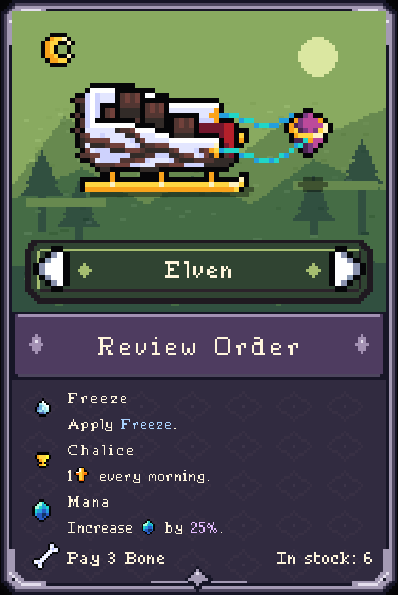 Elven
Review Order
Freeze
Apply Freeze.
Chalice
1 every morning.
Mana
Increase by 25%.
Pay 3 Bone
In stock: 6